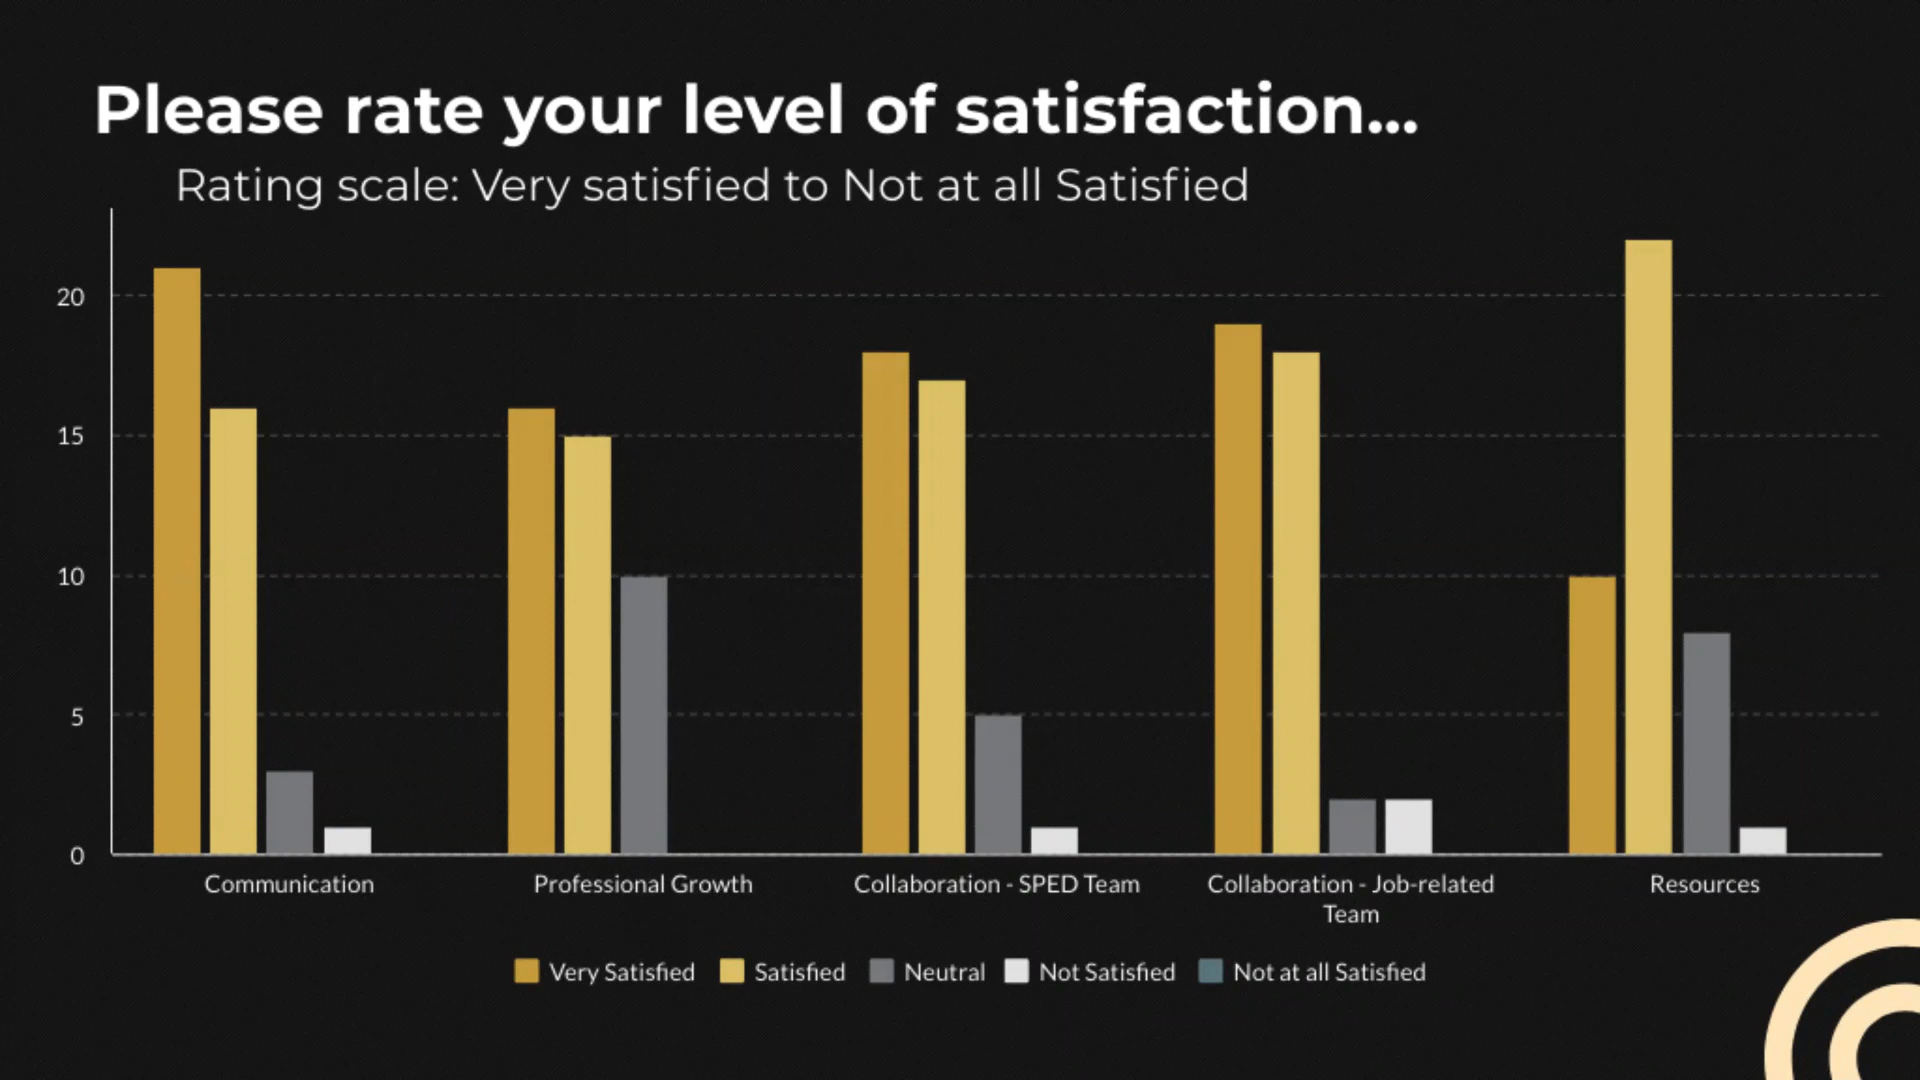 Please rate your level of satisfaction...
Rating scale: Very satisfied to Not at all Satisfied
20
15
10
5
0
Communication
Professional Growth
Collaboration - SPED Team
Collaboration - Job-related
Team
Resources
Very Satisfied
Satisfied
Neutral
Not Satisfied
Not at all Satisfied